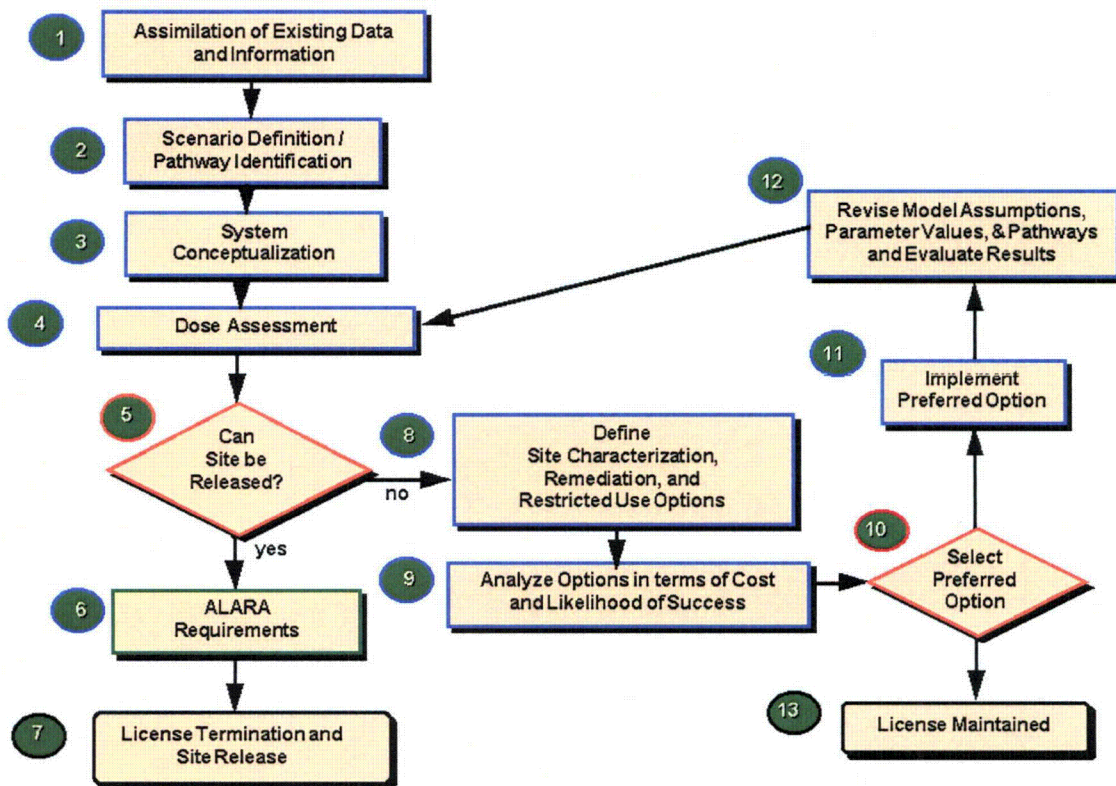 1
Assimilation of Existing Data
and Information
2
Scenario Definition /
Pathway Identification
3
System
Conceptualization
4
Dose Assessment
5
Can
Site be
Released?
no
yes
6
ALARA
Requirements
7
License Termination and
Site Release
8
Define
Site Characterization,
Remediation, and
Restricted Use Options
9
Analyze Options in terms of Cost
and Likelihood of Success
10
Select
Preferred
Option
11
Implement
Preferred Option
12
Revise Model Assumptions,
Parameter Values, & Pathways
and Evaluate Results
13
License Maintained